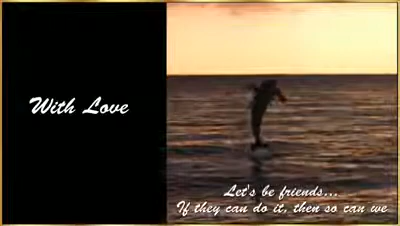 With Love
Let's be friends...
If they can do it, then so can we